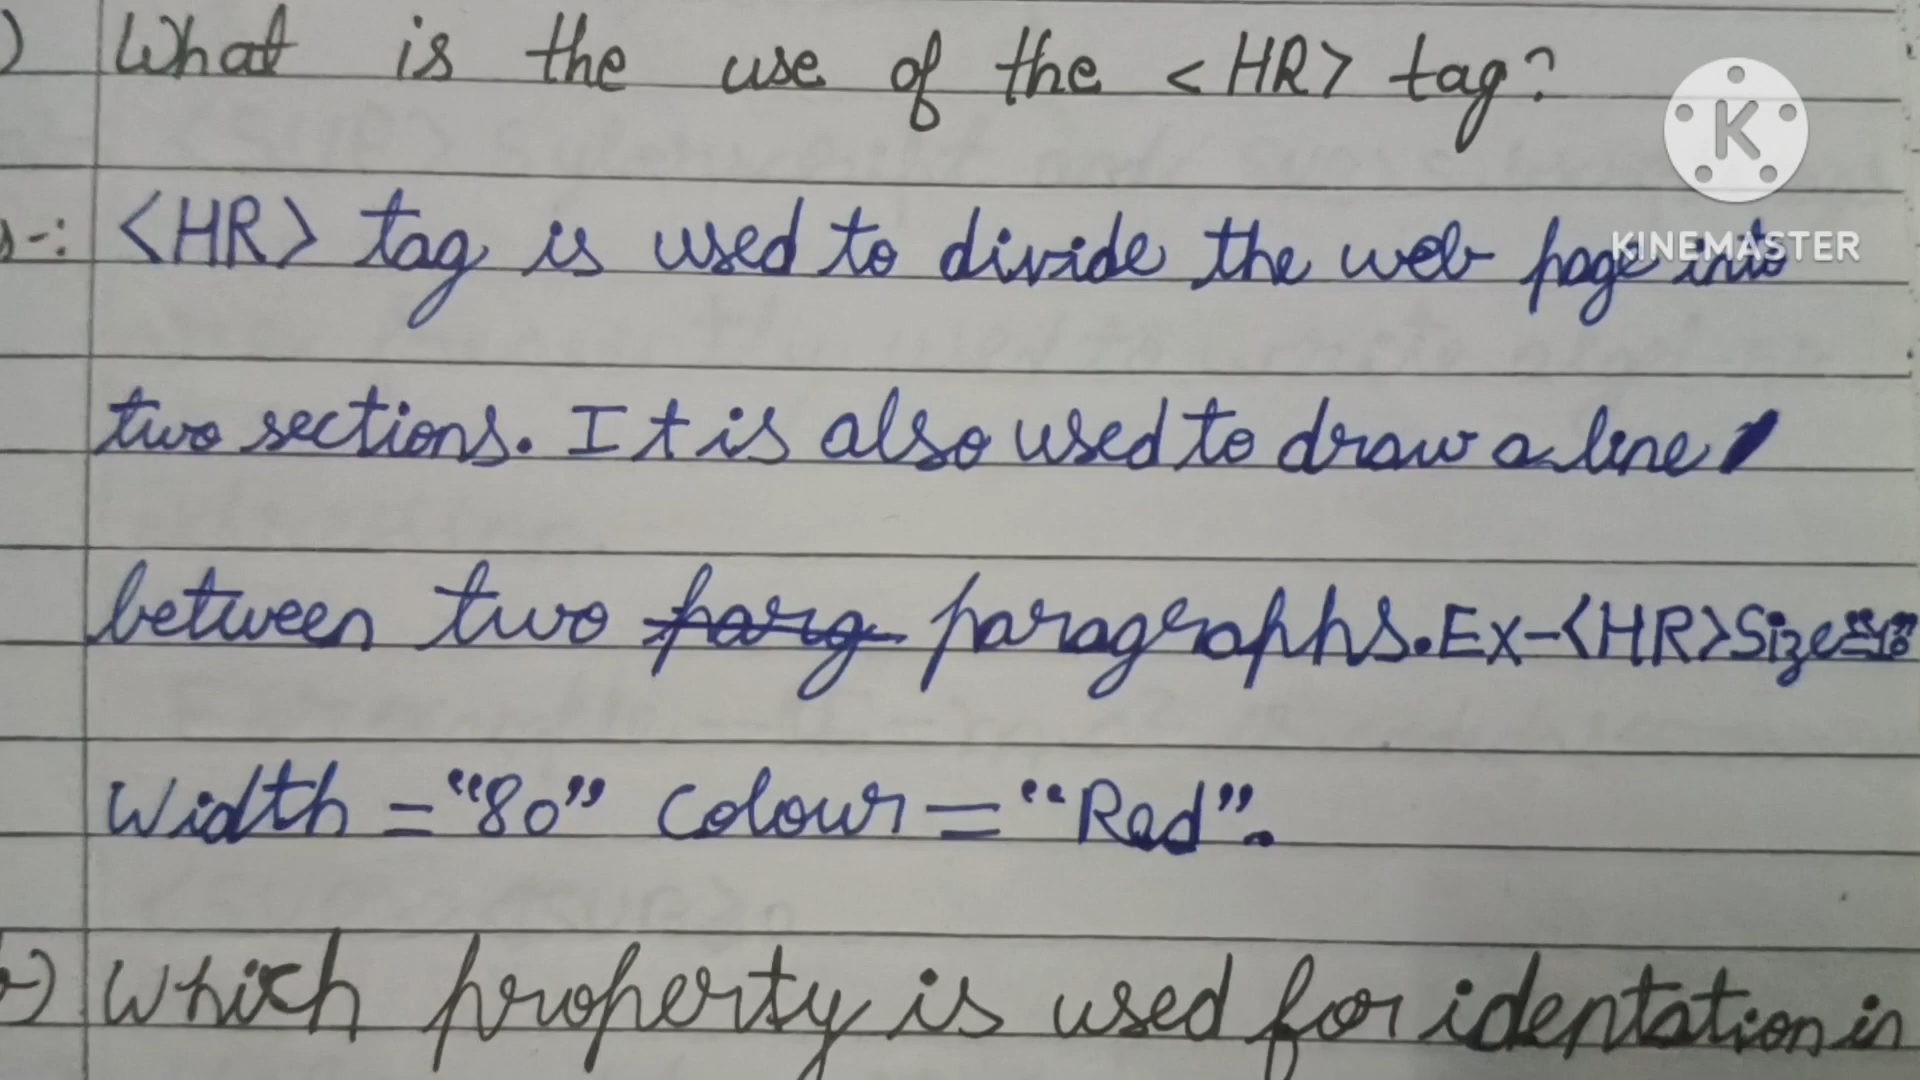 ) What is the use of the <HR> tag?
K
KINEMASTER
-: <HR> tag is used to divide the web page into
two sections. It is also used to draw a line
between two parg paragraphs. Ex-<HR> Size="10"
Width = "80" Colour = "Red".
) Which property is used for identation in